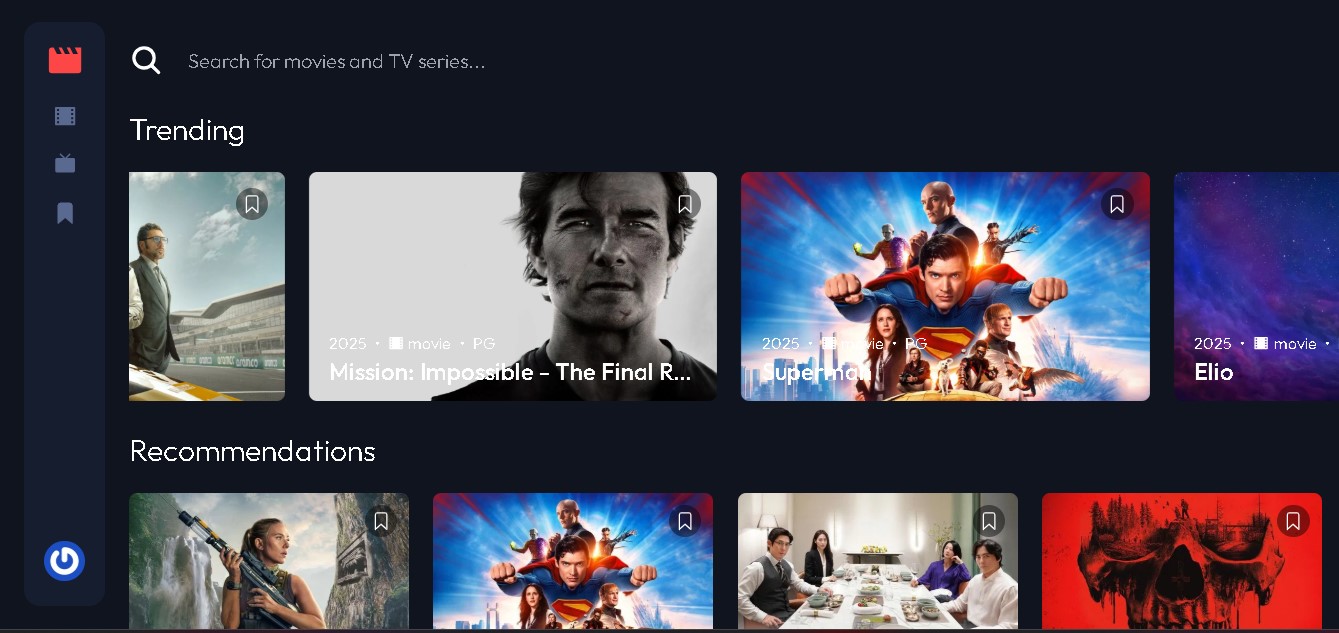 Search for movies and TV series...
Trending
2025 · movie · PG
Mission: Impossible – The Final R...
2025 · movie · PG
Superman
2025 · movie ·
Elio
Recommendations